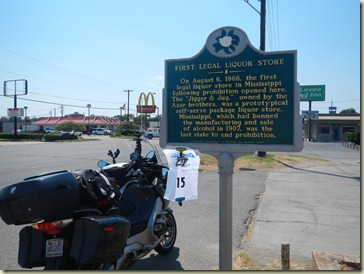 FIRST LEGAL LIQUOR STORE
On August 6, 1966, the first
legal liquor store in Mississippi
following prohibition opened here.
The "Jigger & Jug," owned by the
Azar brothers, was a prototypical
self-serve package liquor store.
Mississippi, which had banned
the manufacturing and sale
of alcohol in 1907, was the
last state to end prohibition.
Levee
Inn
15